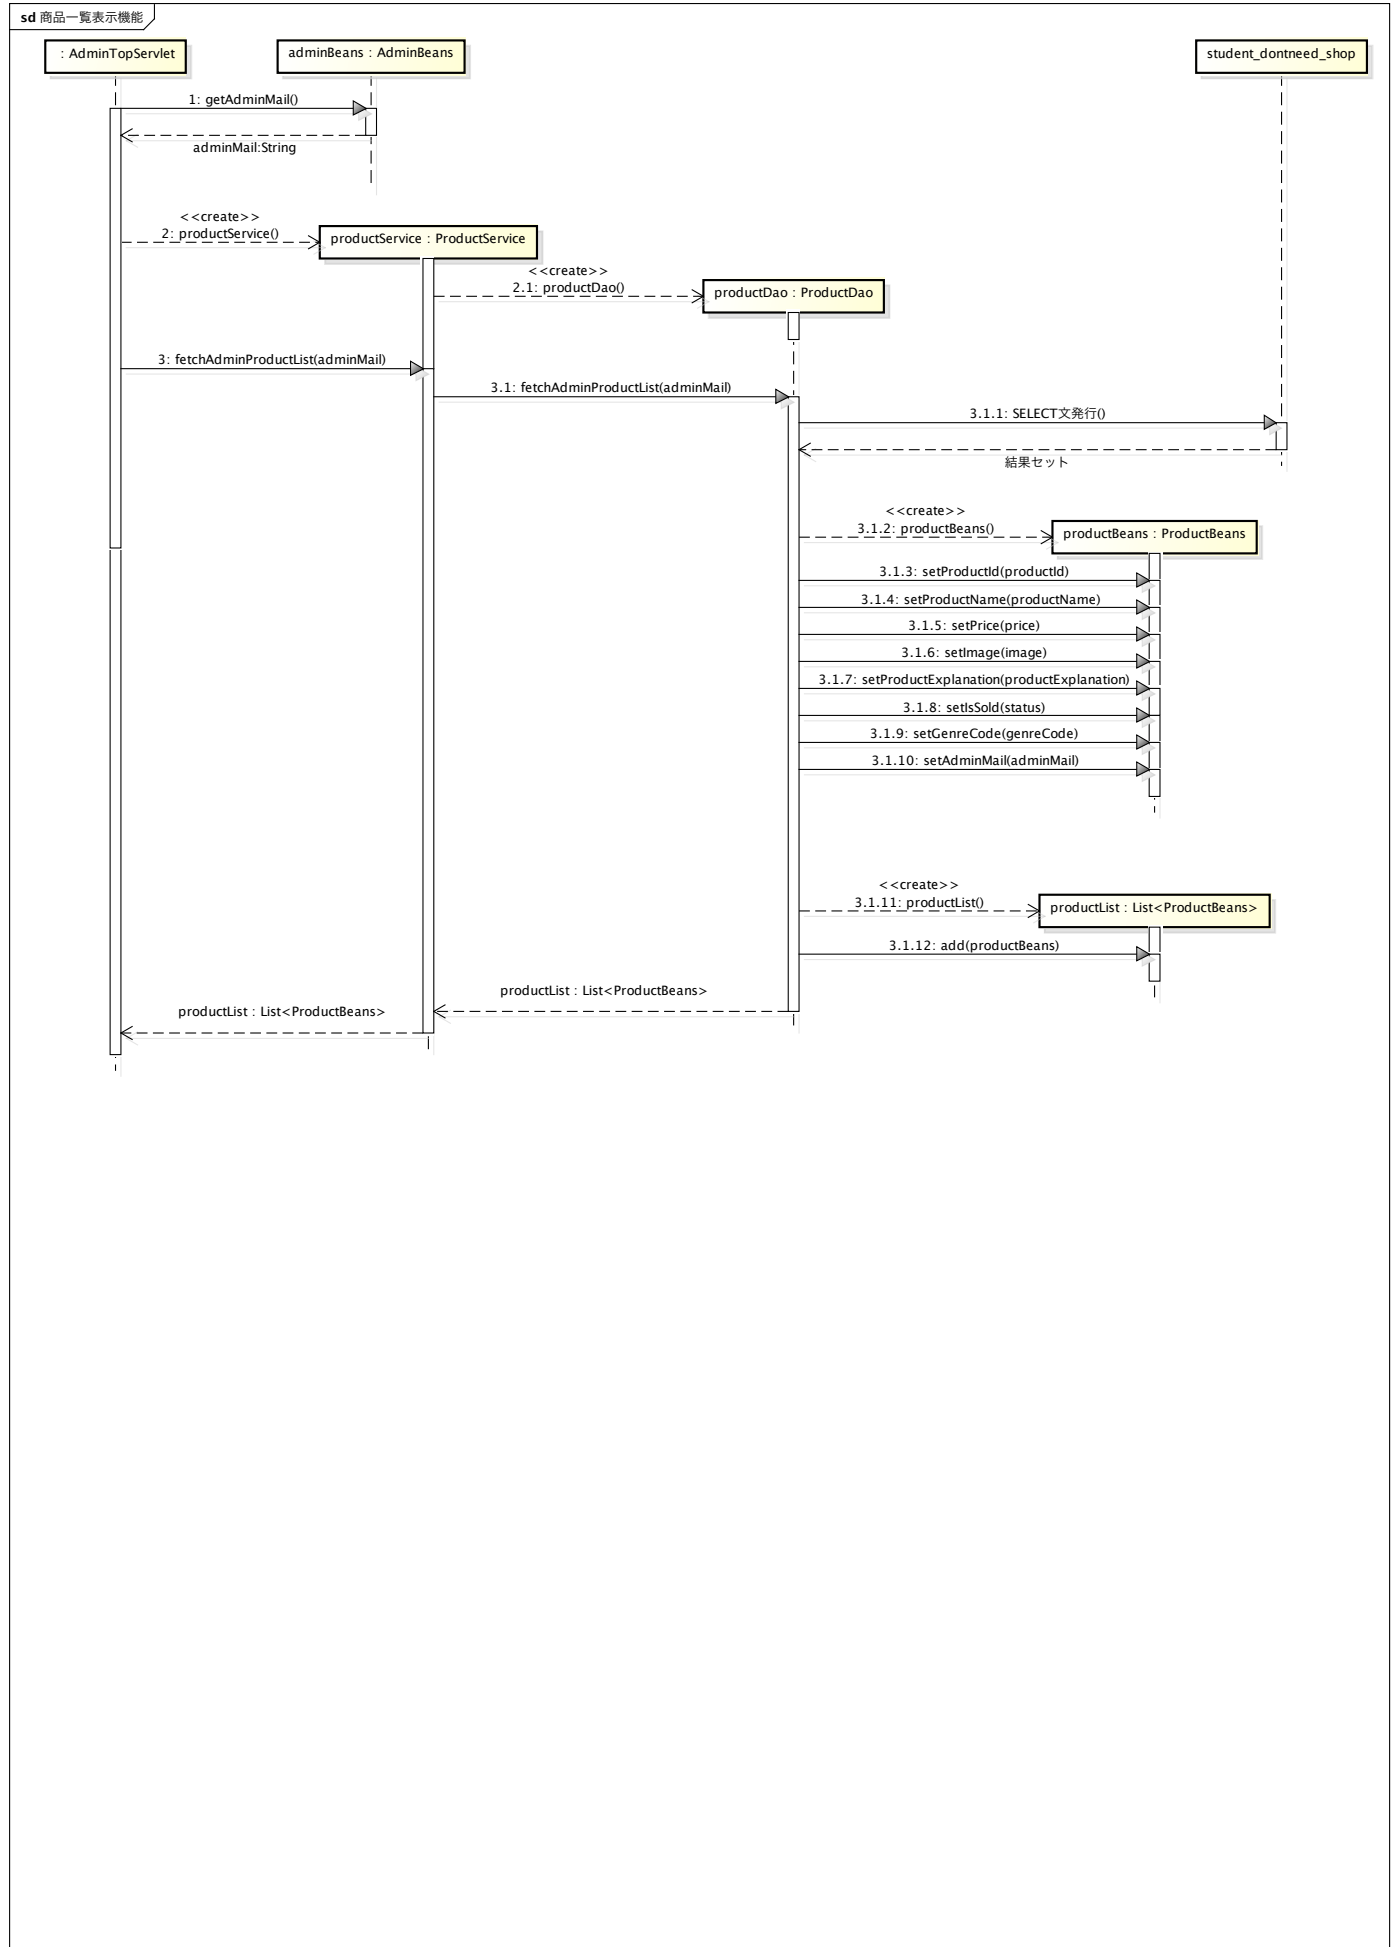 sd 商品一覧表示機能
: AdminTopServlet
adminBeans : AdminBeans
student_dontneed_shop
1: getAdminMail()
adminMail:String
<<create>>
2: productService()
productService : ProductService
<<create>>
2.1: productDao()
productDao : ProductDao
3: fetchAdminProductList(adminMail)
3.1: fetchAdminProductList(adminMail)
3.1.1: SELECT文発行()
結果セット
<<create>>
3.1.2: productBeans()
productBeans : ProductBeans
3.1.3: setProductId(productId)
3.1.4: setProductName(productName)
3.1.5: setPrice(price)
3.1.6: setImage(image)
3.1.7: setProductExplanation(productExplanation)
3.1.8: setIsSold(status)
3.1.9: setGenreCode(genreCode)
3.1.10: setAdminMail(adminMail)
<<create>>
3.1.11: productList()
productList : List<ProductBeans>
3.1.12: add(productBeans)
productList : List<ProductBeans>
productList : List<ProductBeans>